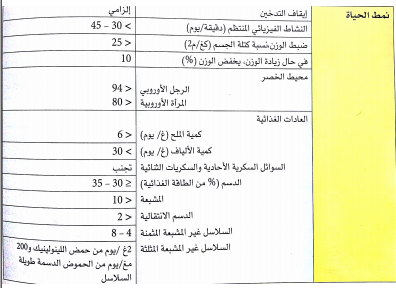 نمط الحياة
إيقاف التدخين إلزامي
النشاط الفيزيائي المنتظم (دقيقة/يوم) > 30 – 45
ضبط الوزن:نسبة كتلة الجسم (كغ/م2) < 25
في حال زيادة الوزن، يخفض الوزن (%) 10
محيط الخصر
الرجل الأوروبي < 94
المرأة الأوروبية < 80
العادات الغذائية
كمية الملح (غ/ يوم) < 6
كمية الألياف (غ/ يوم) > 30
السوائل السكرية الأحادية والسكريات الثنائية تجنب
الدسم (% من الطاقة الغذائية) ≤ 30 – 35
المشبعة < 10
الدسم الانتقالية < 2
السلاسل غير المشبعة المثمنة 4 – 8
السلاسل غير المشبعة المثلثة 2غ /يوم من حمض اللينولينيك و200
مغ/يوم من الحموض الدسمة طويلة
السلاسل